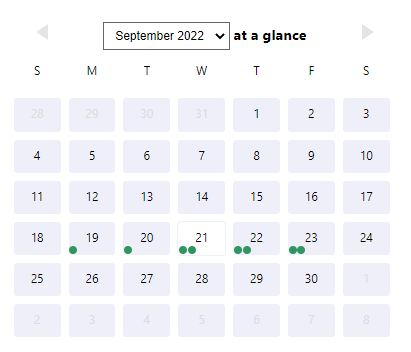 September 2022 at a glance
S M T W T F S
28 29 30 31 1 2 3
4 5 6 7 8 9 10
11 12 13 14 15 16 17
18 19 20 21 22 23 24
25 26 27 28 29 30 1
2 3 4 5 6 7 8